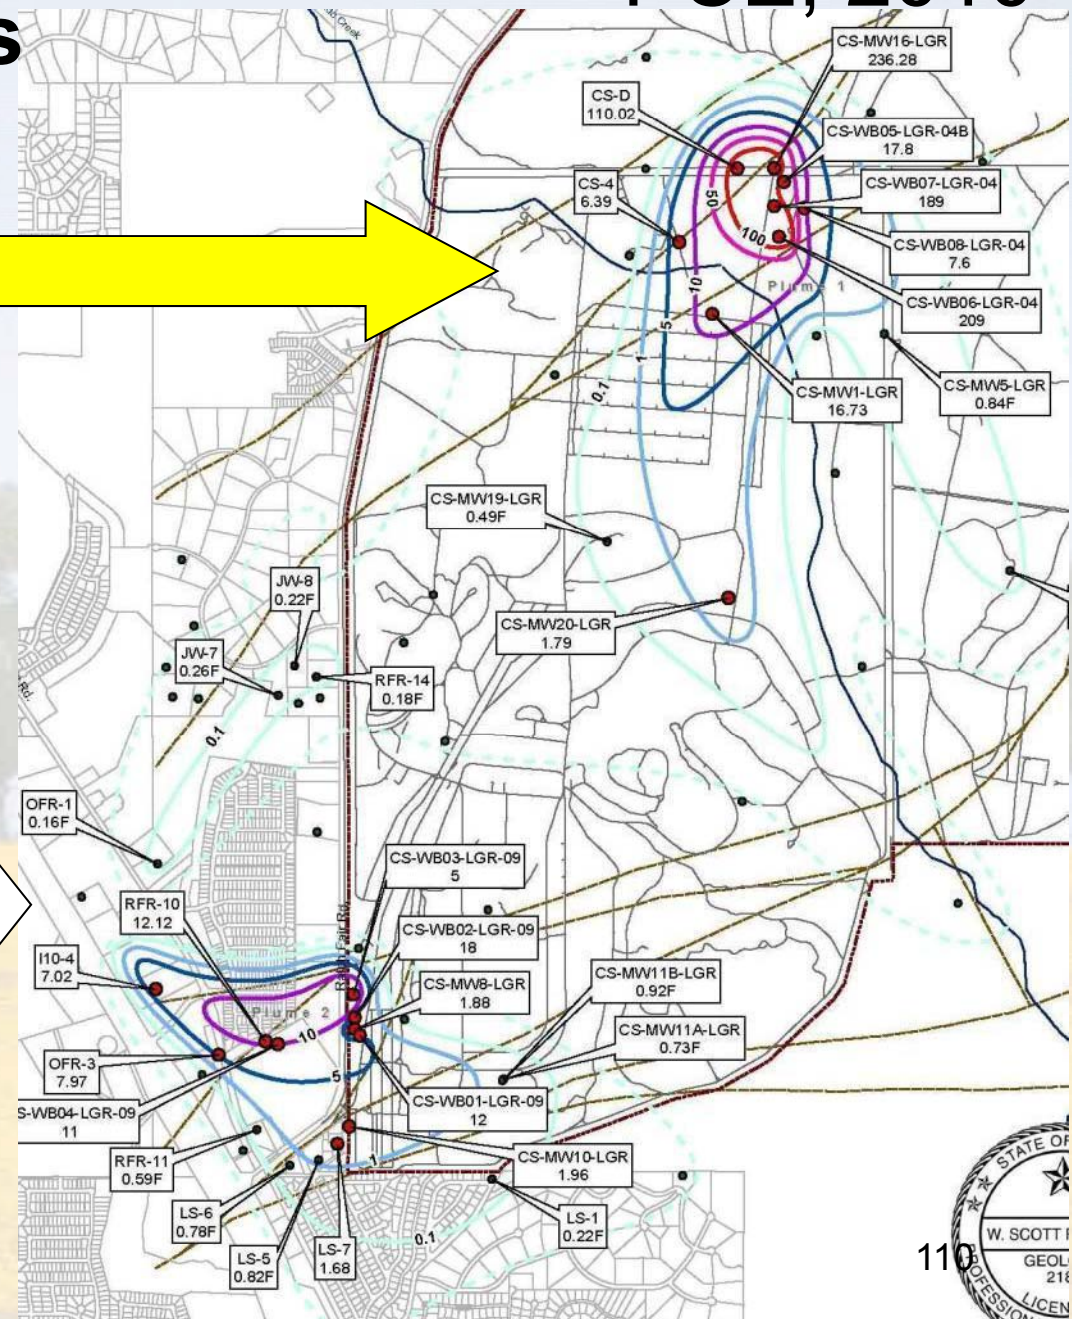 CS-MW16-LGR
236.28
CS-D
110.02
CS-WB05-LGR-04B
17.8
CS-4
6.39
CS-WB07-LGR-04
189
50
100
CS-WB08-LGR-04
7.6
10
Plume 1
CS-WB06-LGR-04
209
5
1
0.1
CS-MW1-LGR
16.73
CS-MW5-LGR
0.84F
CS-MW19-LGR
0.49F
JW-8
0.22F
CS-MW20-LGR
1.79
JW-7
0.26F
RFR-14
0.18F
Rd.
0.1
OFR-1
0.16F
CS-WB03-LGR-09
5
RFR-10
12.12
CS-WB02-LGR-09
18
I10-4
7.02
CS-MW8-LGR
1.88
CS-MW11B-LGR
0.92F
Plume 2
10
CS-MW11A-LGR
0.73F
OFR-3
7.97
5
S-WB04-LGR-09
11
CS-WB01-LGR-09
12
RFR-11
0.59F
1
CS-MW10-LGR
1.96
LS-6
0.78F
LS-1
0.22F
LS-5
0.82F
LS-7
1.68
0.1
110
STATE OF
W. SCOTT
GEOL
218
LICEN
PROFESSION